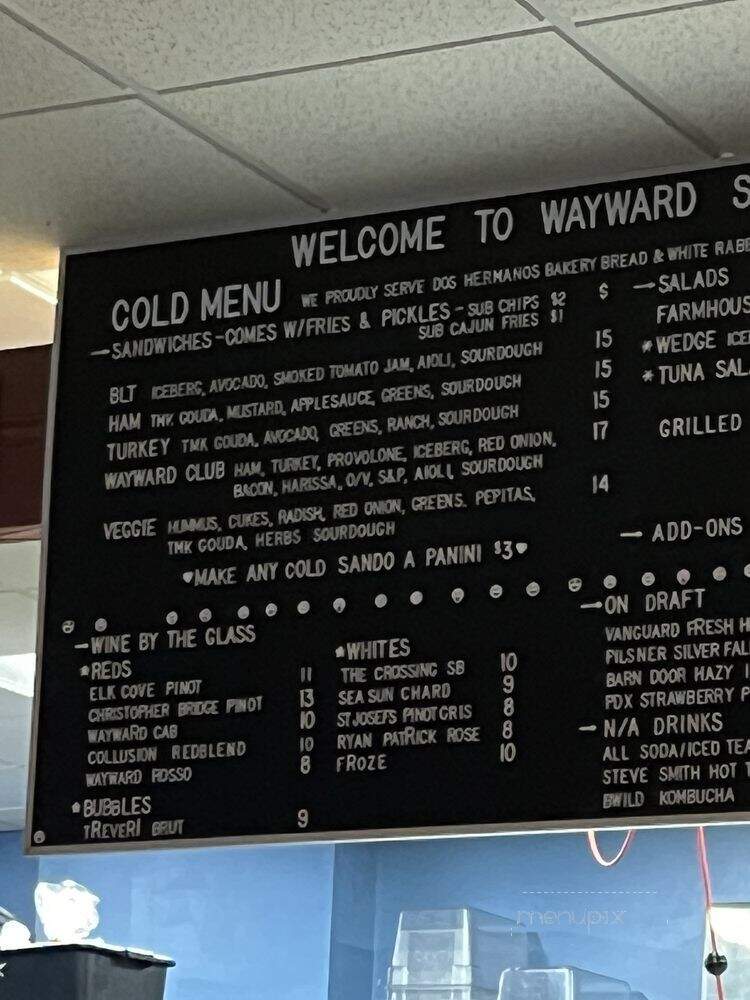 WELCOME TO WAYWARD S
COLD MENU WE PROUDLY SERVE DOS HERMANOS BAKERY BREAD & WHITE RABB
—SANDWICHES-COMES W/FRIES & PICKLES-SUB CHIPS $2 $
SUB CAJUN FRIES $1
BLT ICEBERG, AVOCADO, SMOKED TOMATO JAM, AIOLI, SOURDOUGH 15
HAM TMK GOUDA, MUSTARD, APPLESAUCE, GREENS, SOURDOUGH 15
TURKEY TMK GOUDA, AVOCADO, GREENS, RANCH, SOURDOUGH 15
WAYWARD CLUB HAM, TURKEY, PROVOLONE, ICEBERG, RED ONION, 17
BACON, HARISSA, O/V, S&P, AIOLI, SOURDOUGH
VEGGIE HUMMUS, CUKES, RADISH, RED ONION, GREENS. PEPITAS, 14
TMK GOUDA, HERBS SOURDOUGH
♥MAKE ANY COLD SANDO A PANINI $3♥
—SALADS
FARMHOUS
*WEDGE ICE
*TUNA SAL
GRILLED
— ADD-ONS
—WINE BY THE GLASS
*REDS
ELK COVE PINOT 11
CHRISTOPHER BRIDGE PINOT 13
WAYWARD CAB 10
COLLUSION REDBLEND 10
WAYWARD ROSSO 8
*BUBBLES
TREVERI BRUT 9
*WHITES
THE CROSSING SB 10
SEA SUN CHARD 9
ST JOSEFS PINOT GRIS 8
RYAN PATRICK ROSE 8
FROZE 10
—ON DRAFT
VANGUARD FRESH H
PILSNER SILVER FAL
BARN DOOR HAZY I
PDX STRAWBERRY P
— N/A DRINKS
ALL SODA/ICED TEA
STEVE SMITH HOT T
BWILD KOMBUCHA
menupix